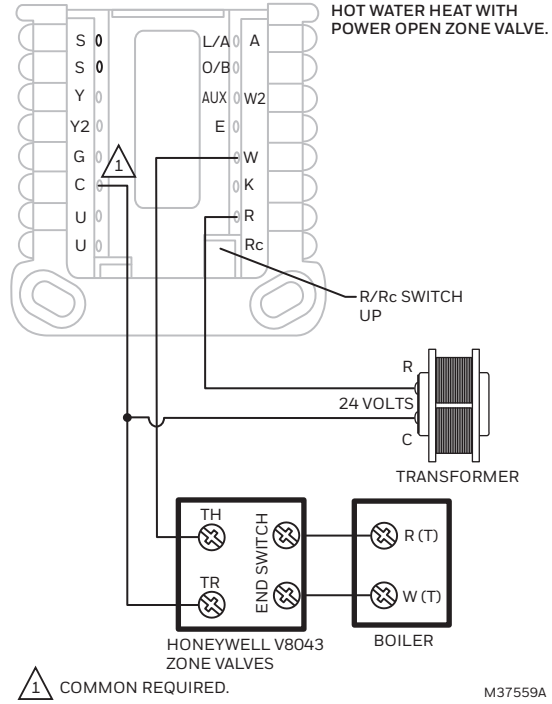 HOT WATER HEAT WITH
POWER OPEN ZONE VALVE.
S L/A A
S O/B
Y AUX W2
Y2 E
G 1 W
C K
U R
U Rc
R/Rc SWITCH
UP
R
24 VOLTS
C
TRANSFORMER
TH
TR
END SWITCH
R (T)
W (T)
HONEYWELL V8043
ZONE VALVES
BOILER
1 COMMON REQUIRED.
M37559A